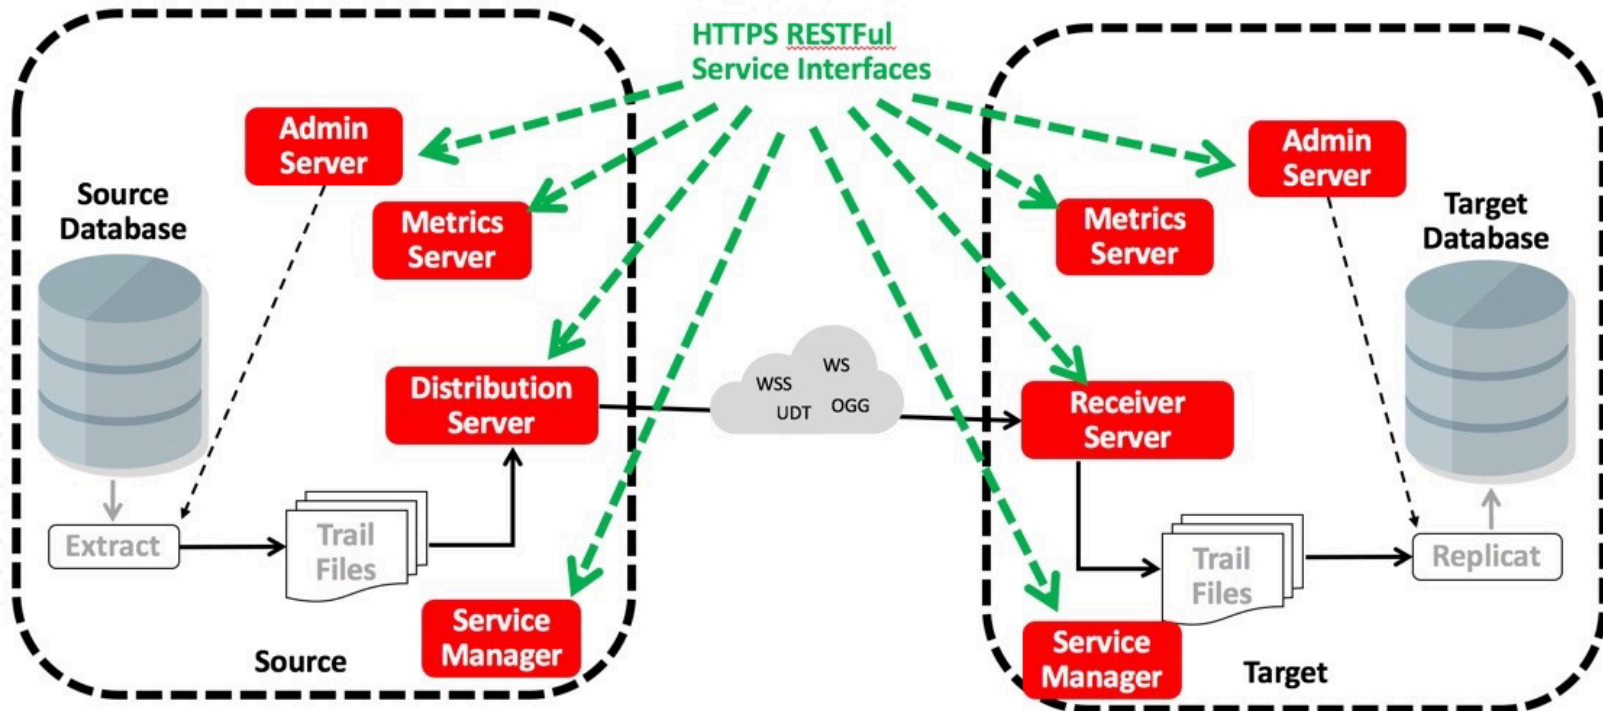 HTTPS RESTFul
Service Interfaces
Admin
Server
Metrics
Server
Source
Database
Distribution
Server
Extract
Trail
Files
Service
Manager
Source
WS
WSS
UDT
OGG
Admin
Server
Metrics
Server
Target
Database
Receiver
Server
Trail
Files
Replicat
Service
Manager
Target